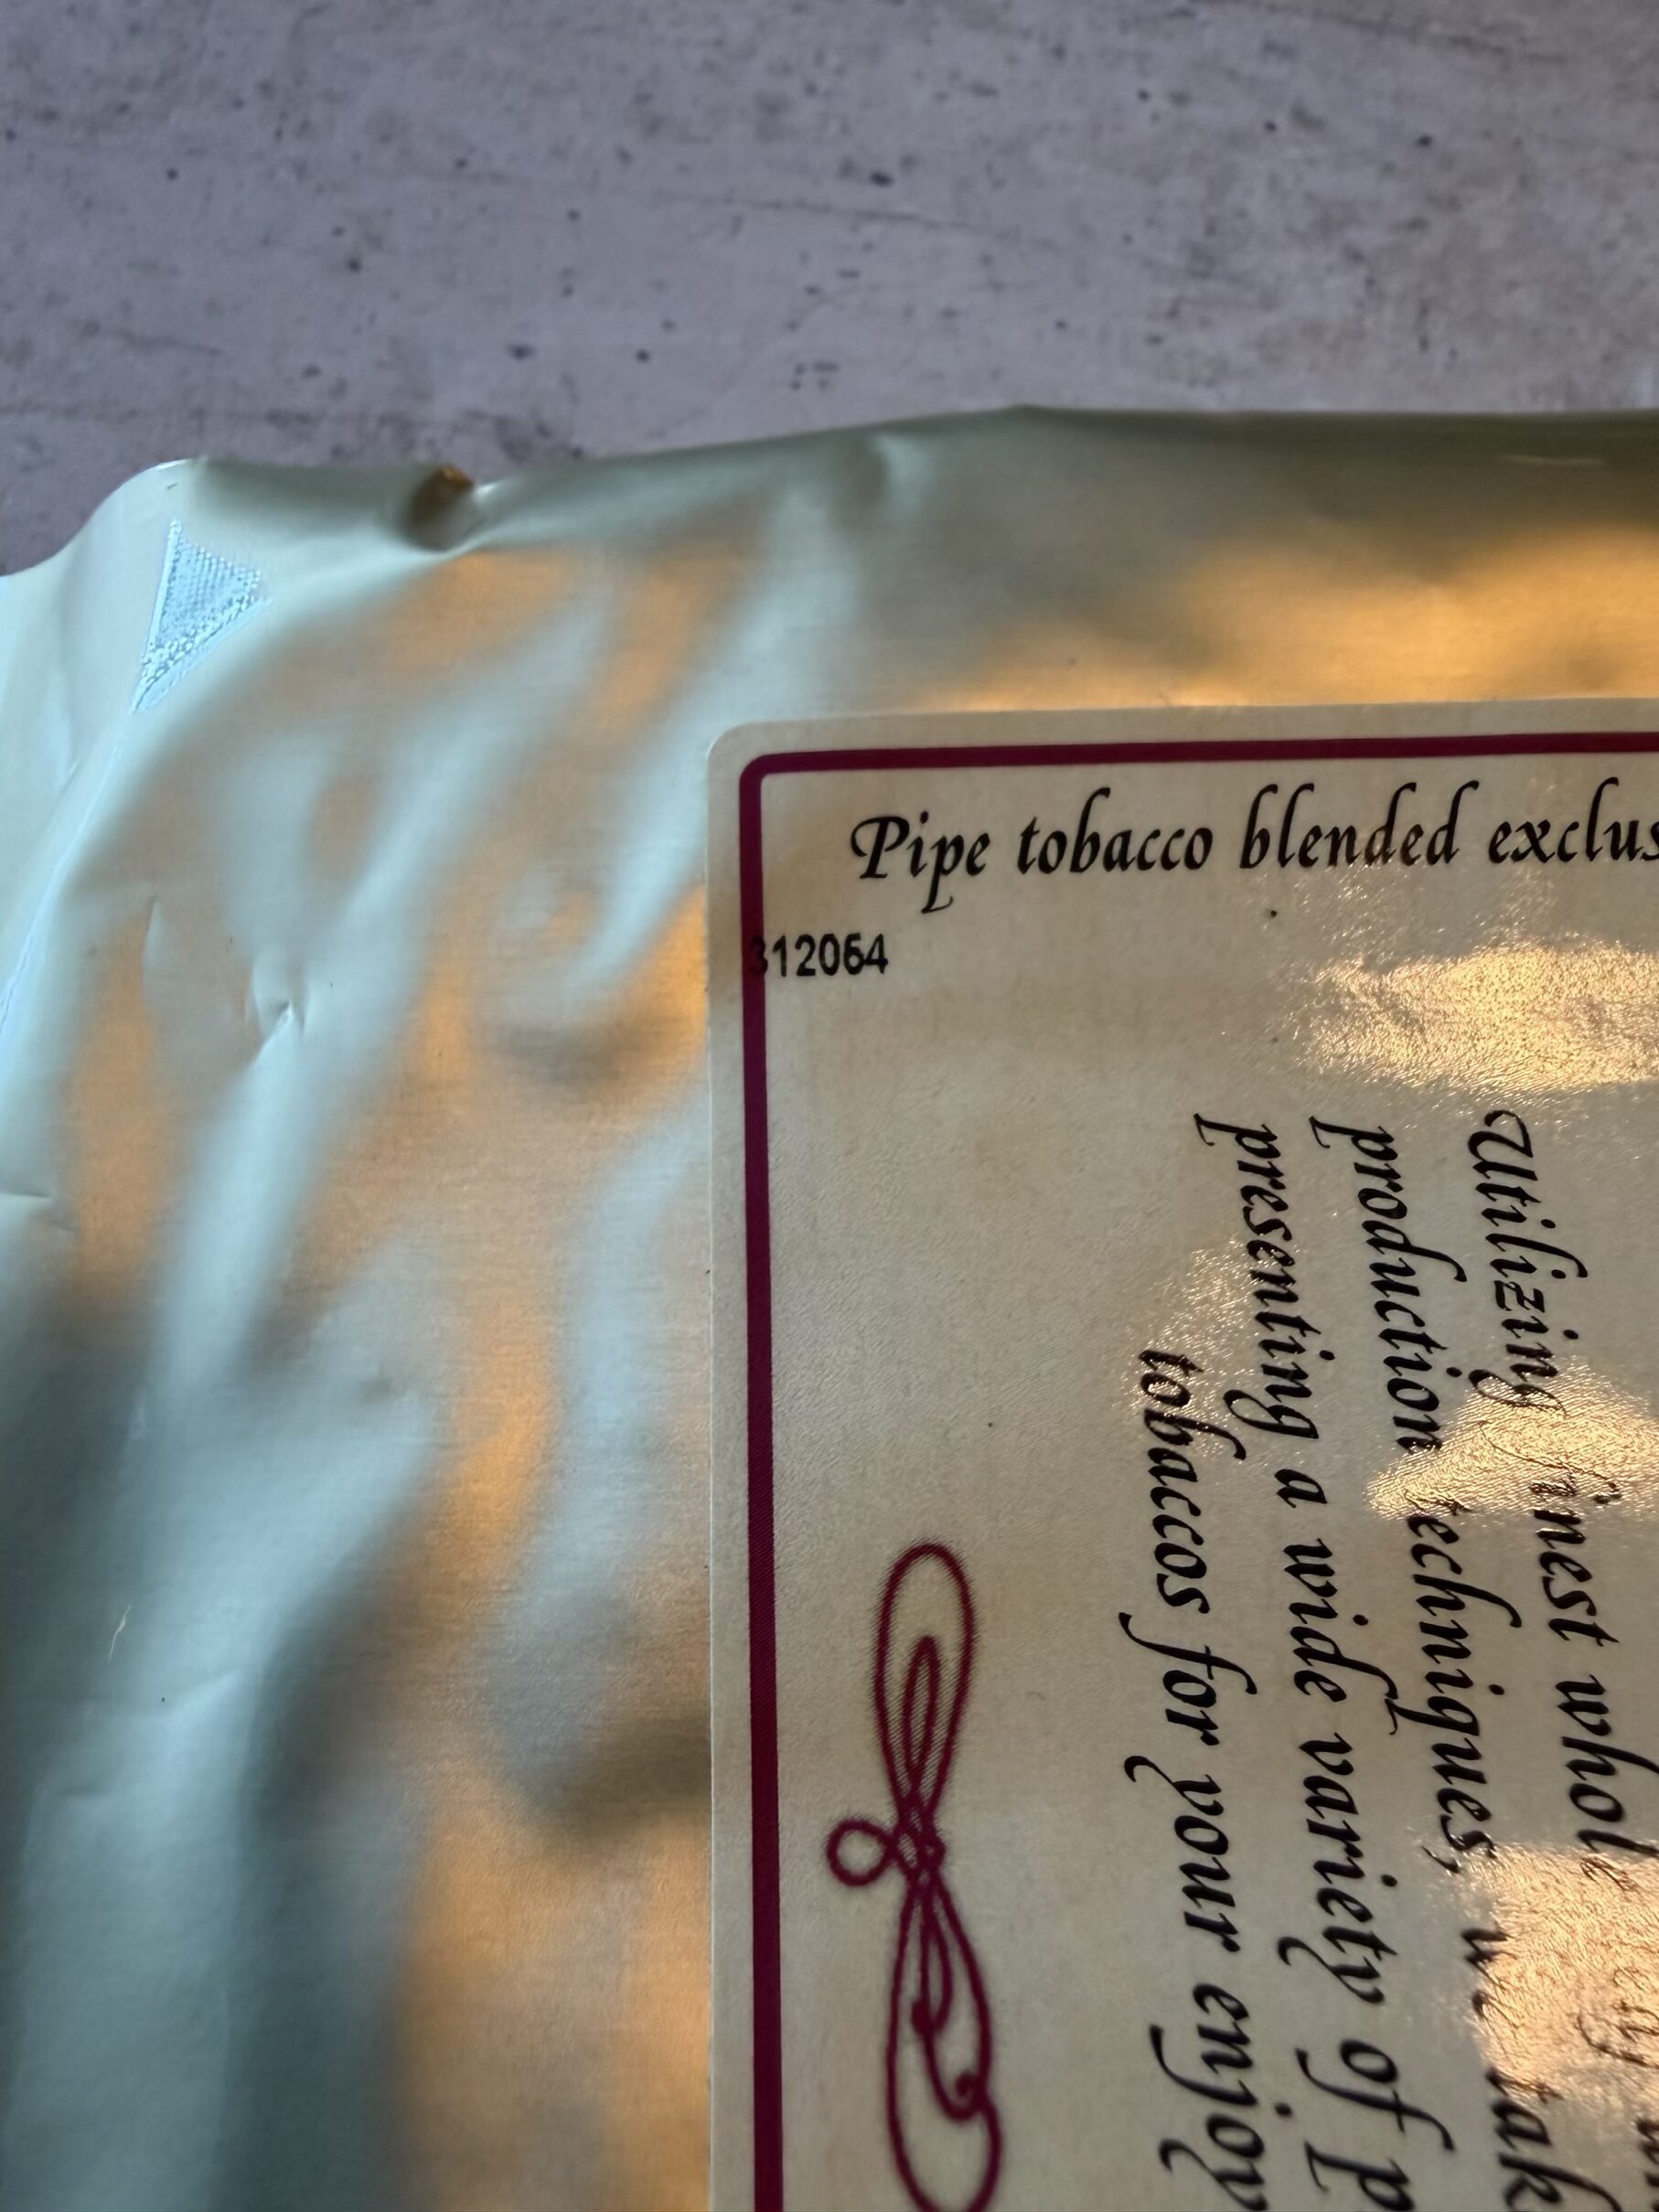 Pipe tobacco blended exclus
312064
Utilizing finest whole
production techniques, we tak
presenting a wide variety of p
tobaccos for your enjoy